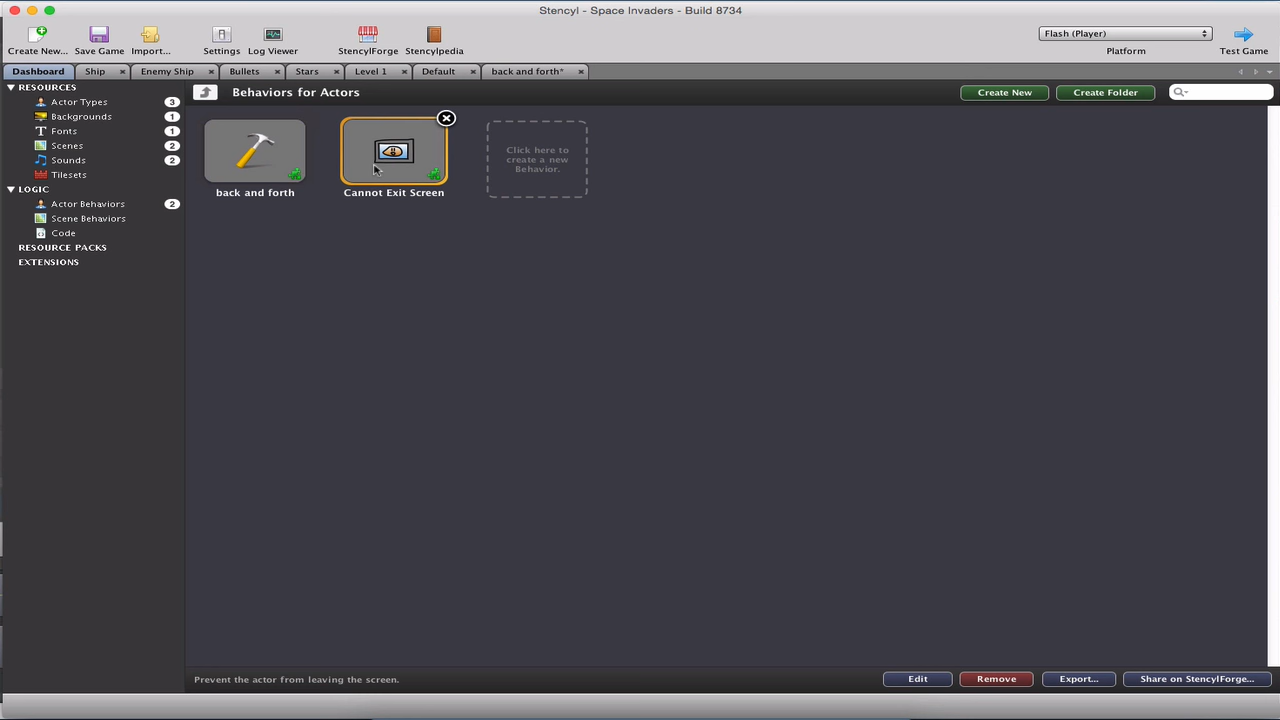 Stencyl - Space Invaders - Build 8734
Create New...
Save Game
Import...
Settings
Log Viewer
StencylForge
Stencylpedia
Flash (Player)
Platform
Test Game
Dashboard
Ship
Enemy Ship
Bullets
Stars
Level 1
Default
back and forth*
RESOURCES
Actor Types 3
Backgrounds 1
Fonts 1
Scenes 2
Sounds 2
Tilesets
LOGIC
Actor Behaviors 2
Scene Behaviors
Code
RESOURCE PACKS
EXTENSIONS
Behaviors for Actors
Create New
Create Folder
back and forth
Cannot Exit Screen
Click here to
create a new
Behavior.
Prevent the actor from leaving the screen.
Edit
Remove
Export...
Share on StencylForge...